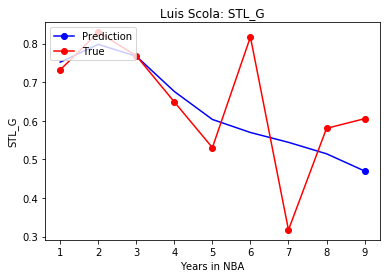 Luis Scola: STL_G
Prediction
True
0.8
0.7
0.6
0.5
0.4
0.3
STL_G
1 2 3 4 5 6 7 8 9
Years in NBA